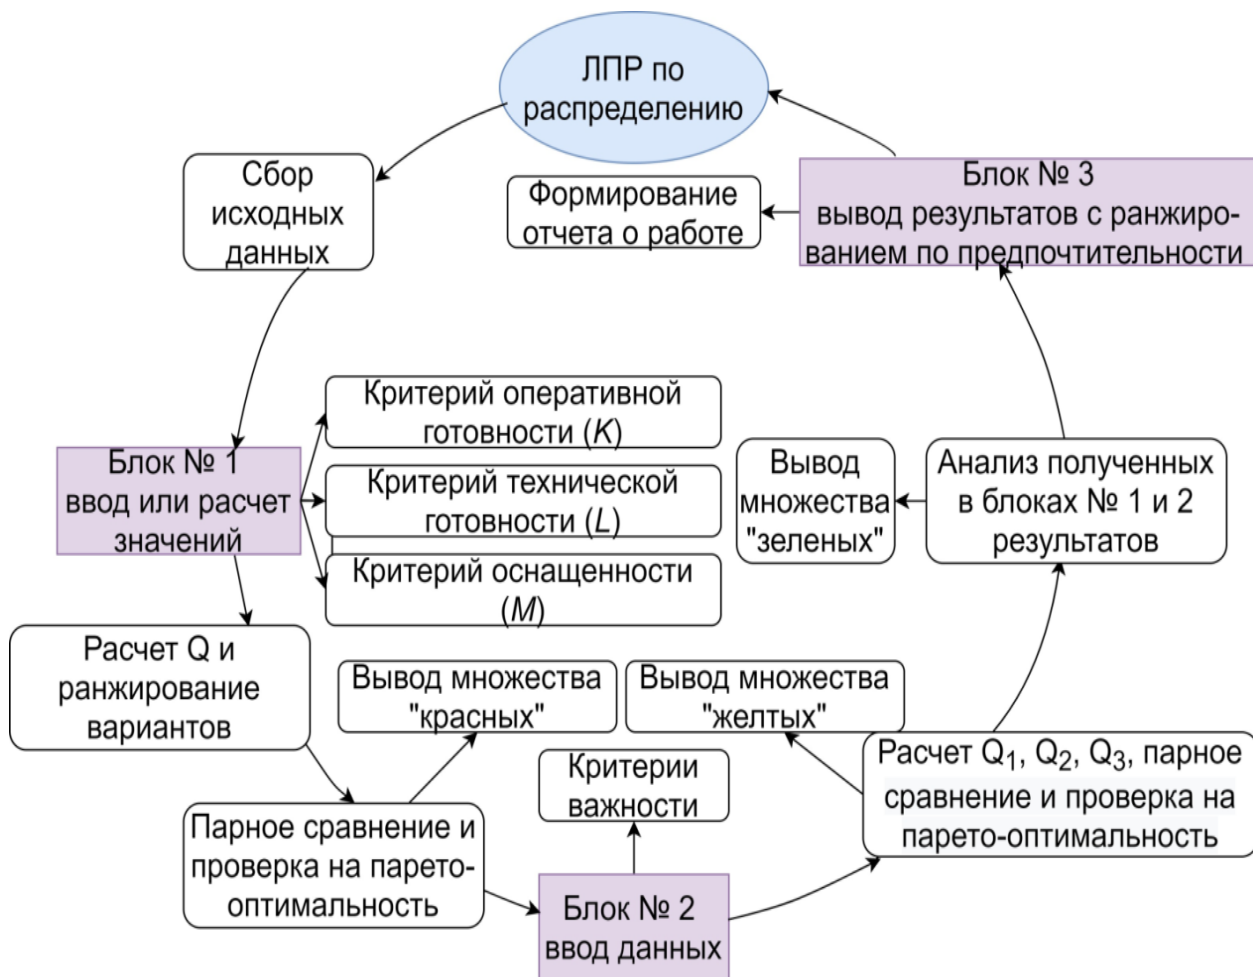 ЛПР по
распределению
Сбор
исходных
данных
Формирование
отчета о работе
Блок № 3
вывод результатов с ранжиро-
ванием по предпочтительности
Критерий оперативной
готовности (K)
Блок № 1
ввод или расчет
значений
Критерий технической
готовности (L)
Критерий оснащенности
(M)
Вывод
множества
"зеленых"
Анализ полученных
в блоках № 1 и 2
результатов
Расчет Q и
ранжирование
вариантов
Вывод множества
"красных"
Вывод множества
"желтых"
Критерии
важности
Расчет Q₁, Q₂, Q₃, парное
сравнение и проверка на
парето-оптимальность
Парное сравнение и
проверка на парето-
оптимальность
Блок № 2
ввод данных